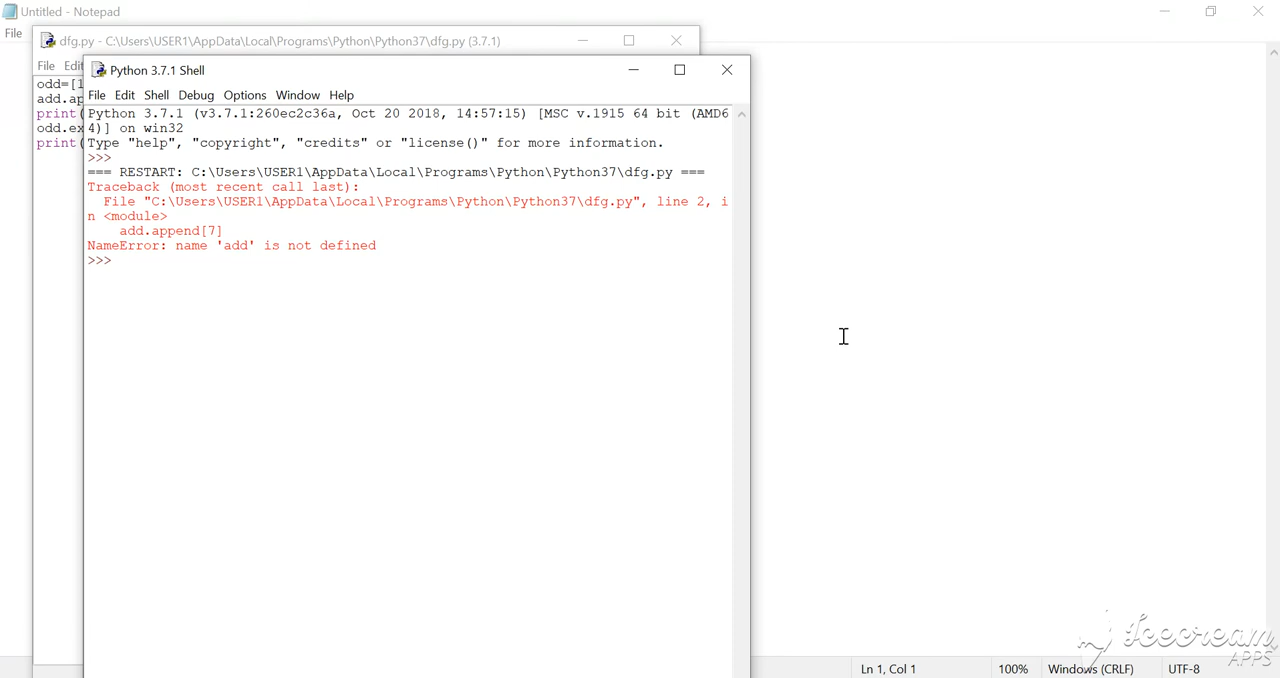 Untitled - Notepad
File
dfg.py - C:\Users\USER1\AppData\Local\Programs\Python\Python37\dfg.py (3.7.1)
File Edit
odd=[1
add.ap
print(
odd.ex
print(
Python 3.7.1 Shell
File Edit Shell Debug Options Window Help
Python 3.7.1 (v3.7.1:260ec2c36a, Oct 20 2018, 14:57:15) [MSC v.1915 64 bit (AMD6
4)] on win32
Type "help", "copyright", "credits" or "license()" for more information.
>>>
=== RESTART: C:\Users\USER1\AppData\Local\Programs\Python\Python37\dfg.py ===
Traceback (most recent call last):
File "C:\Users\USER1\AppData\Local\Programs\Python\Python37\dfg.py", line 2, i
n <module>
add.append[7]
NameError: name 'add' is not defined
>>>
Icecream
APPS
Ln 1, Col 1 100% Windows (CRLF) UTF-8